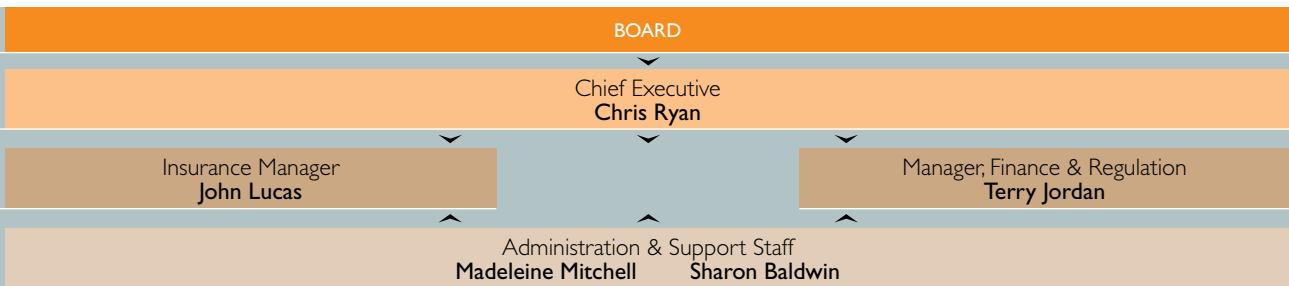 BOARD
Chief Executive
Chris Ryan
Insurance Manager
John Lucas
Manager, Finance & Regulation
Terry Jordan
Administration & Support Staff
Madeleine Mitchell Sharon Baldwin